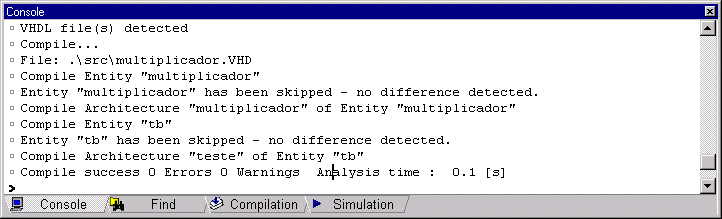 Console
VHDL file(s) detected
Compile...
File: .\src\multiplicador.VHD
Compile Entity "multiplicador"
Entity "multiplicador" has been skipped - no difference detected.
Compile Architecture "multiplicador" of Entity "multiplicador"
Compile Entity "tb"
Entity "tb" has been skipped - no difference detected.
Compile Architecture "teste" of Entity "tb"
Compile success 0 Errors 0 Warnings  Analysis time :  0.1 [s]
>
Console Find Compilation Simulation